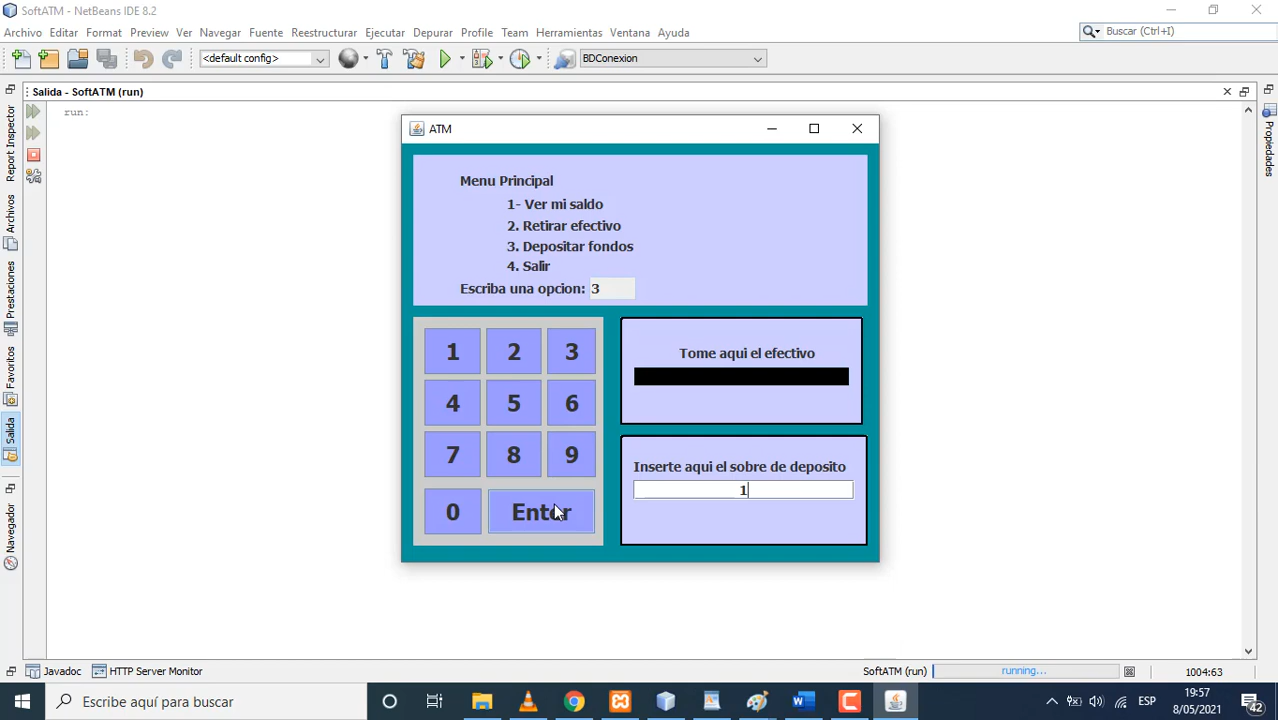 SoftATM - NetBeans IDE 8.2
Archivo Editar Format Preview Ver Navegar Fuente Reestructurar Ejecutar Depurar Profile Team Herramientas Ventana Ayuda
Buscar (Ctrl+I)
<default config>
BDConexion
Salida - SoftATM (run)
run:
Report Inspector
Archivos
Prestaciones
Favoritos
Salida
Navegador
Propiedades
ATM
Menu Principal
1- Ver mi saldo
2. Retirar efectivo
3. Depositar fondos
4. Salir
Escriba una opcion: 3
1 2 3
4 5 6
7 8 9
0 Enter
Tome aqui el efectivo
Inserte aqui el sobre de deposito
1
Javadoc HTTP Server Monitor
SoftATM (run) running... 1004:63
Escribe aquí para buscar
ESP
19:57
8/05/2021
42